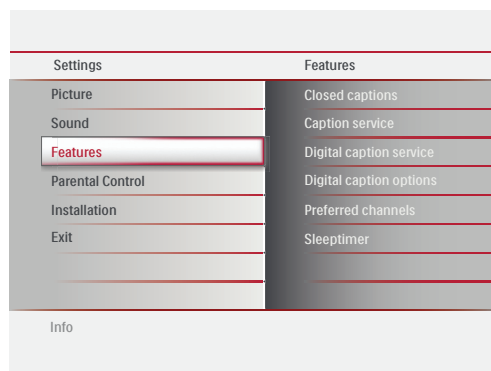 Settings
Features
Picture
Closed captions
Sound
Caption service
Features
Digital caption service
Parental Control
Digital caption options
Installation
Preferred channels
Exit
Sleeptimer
Info